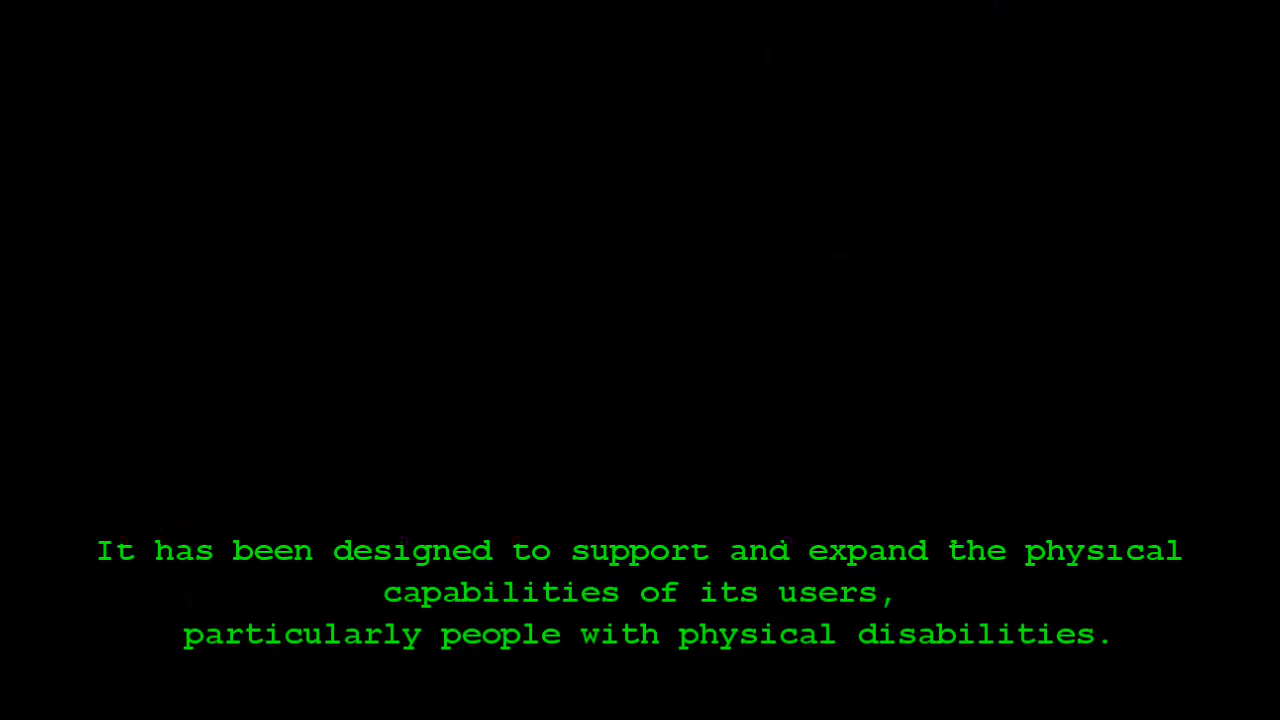 It has been designed to support and expand the physical
capabilities of its users,
particularly people with physical disabilities.